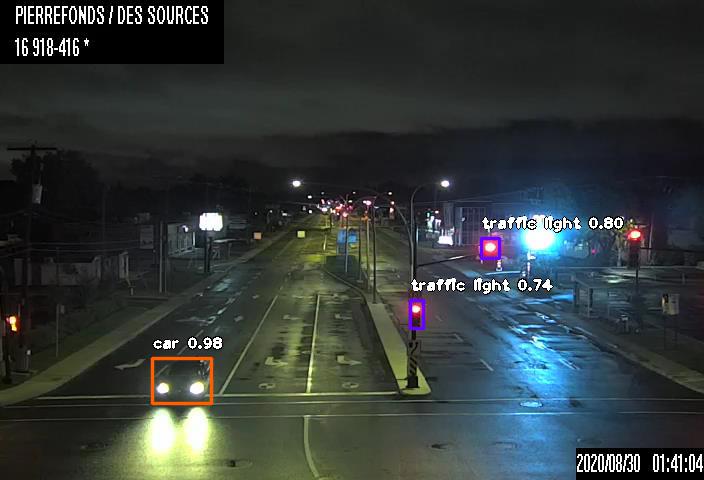 PIERREFONDS / DES SOURCES
16 918-416 *
traffic light 0.80
traffic light 0.74
car 0.98
2020/08/30 01:41:04